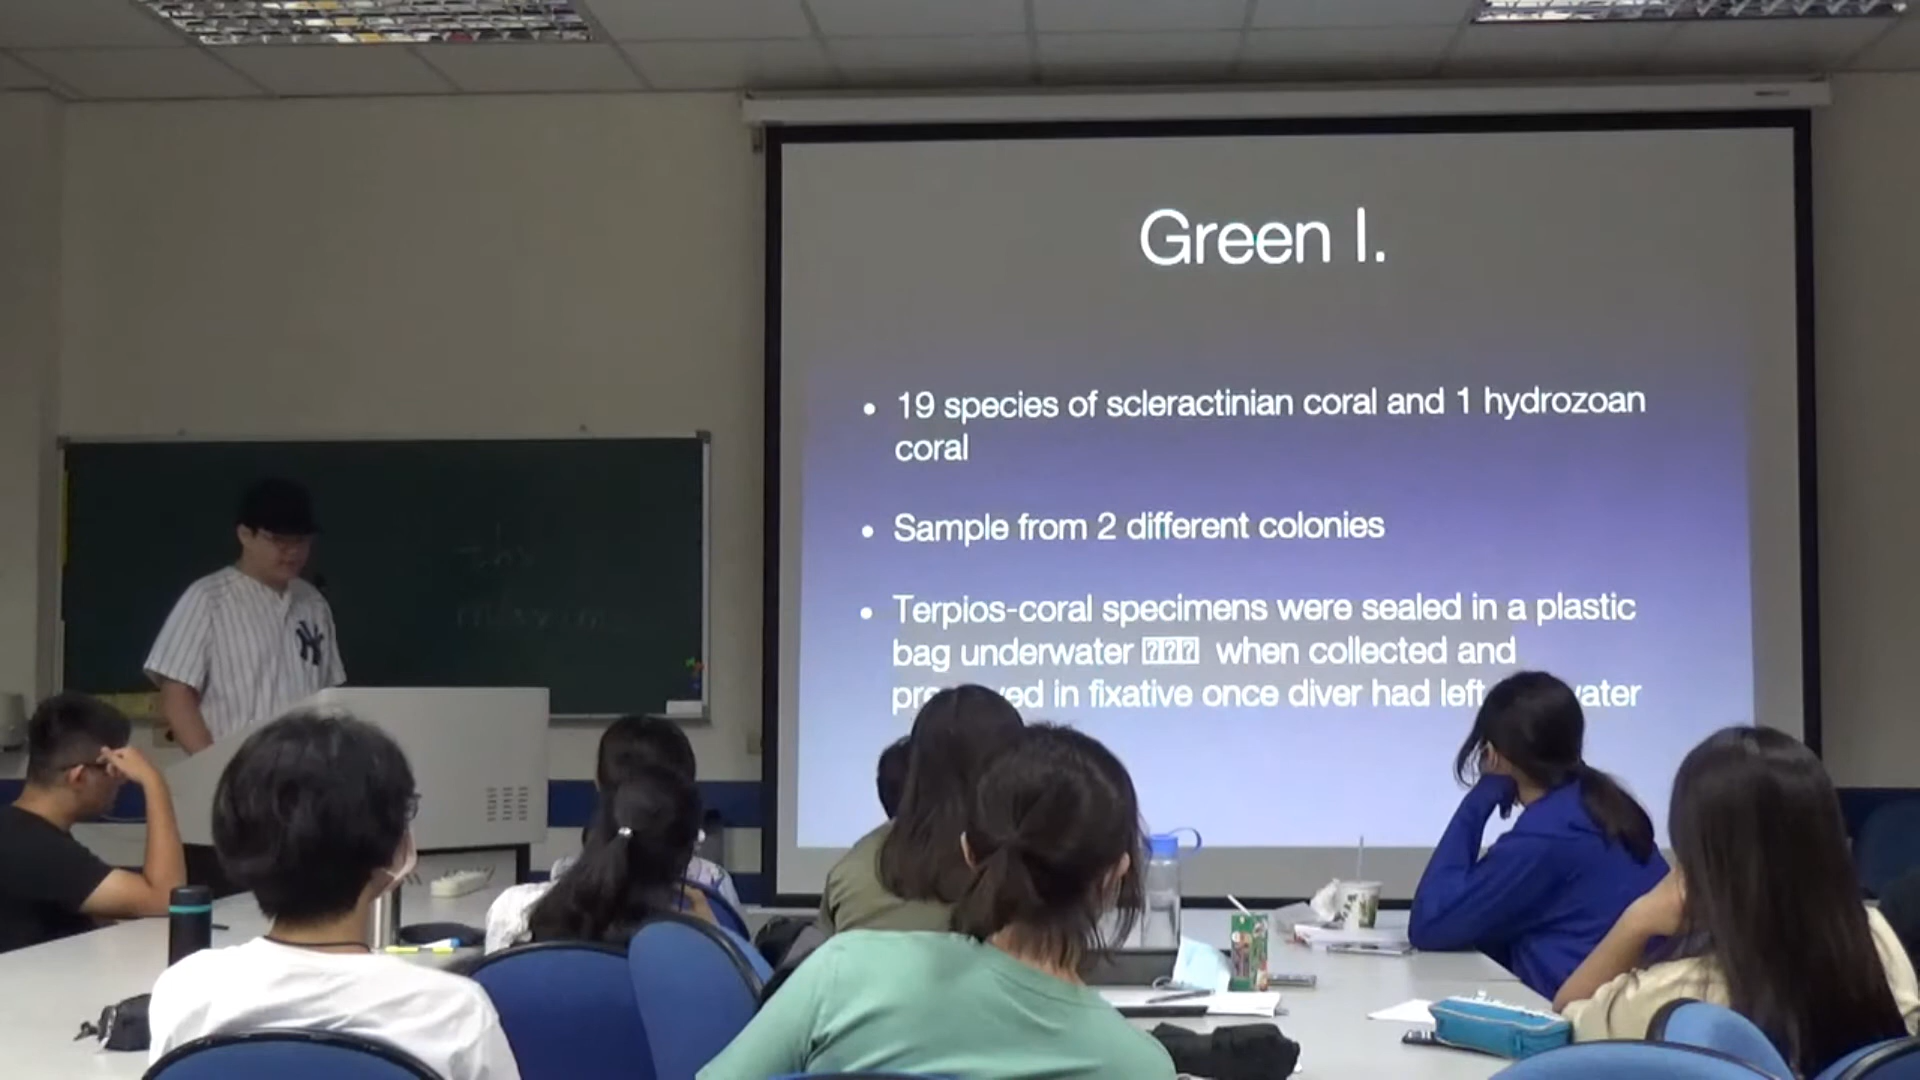 Green I.
• 19 species of scleractinian coral and 1 hydrozoan
coral
• Sample from 2 different colonies
• Terpios-coral specimens were sealed in a plastic
bag underwater when collected and
in fixative once diver had left
NY